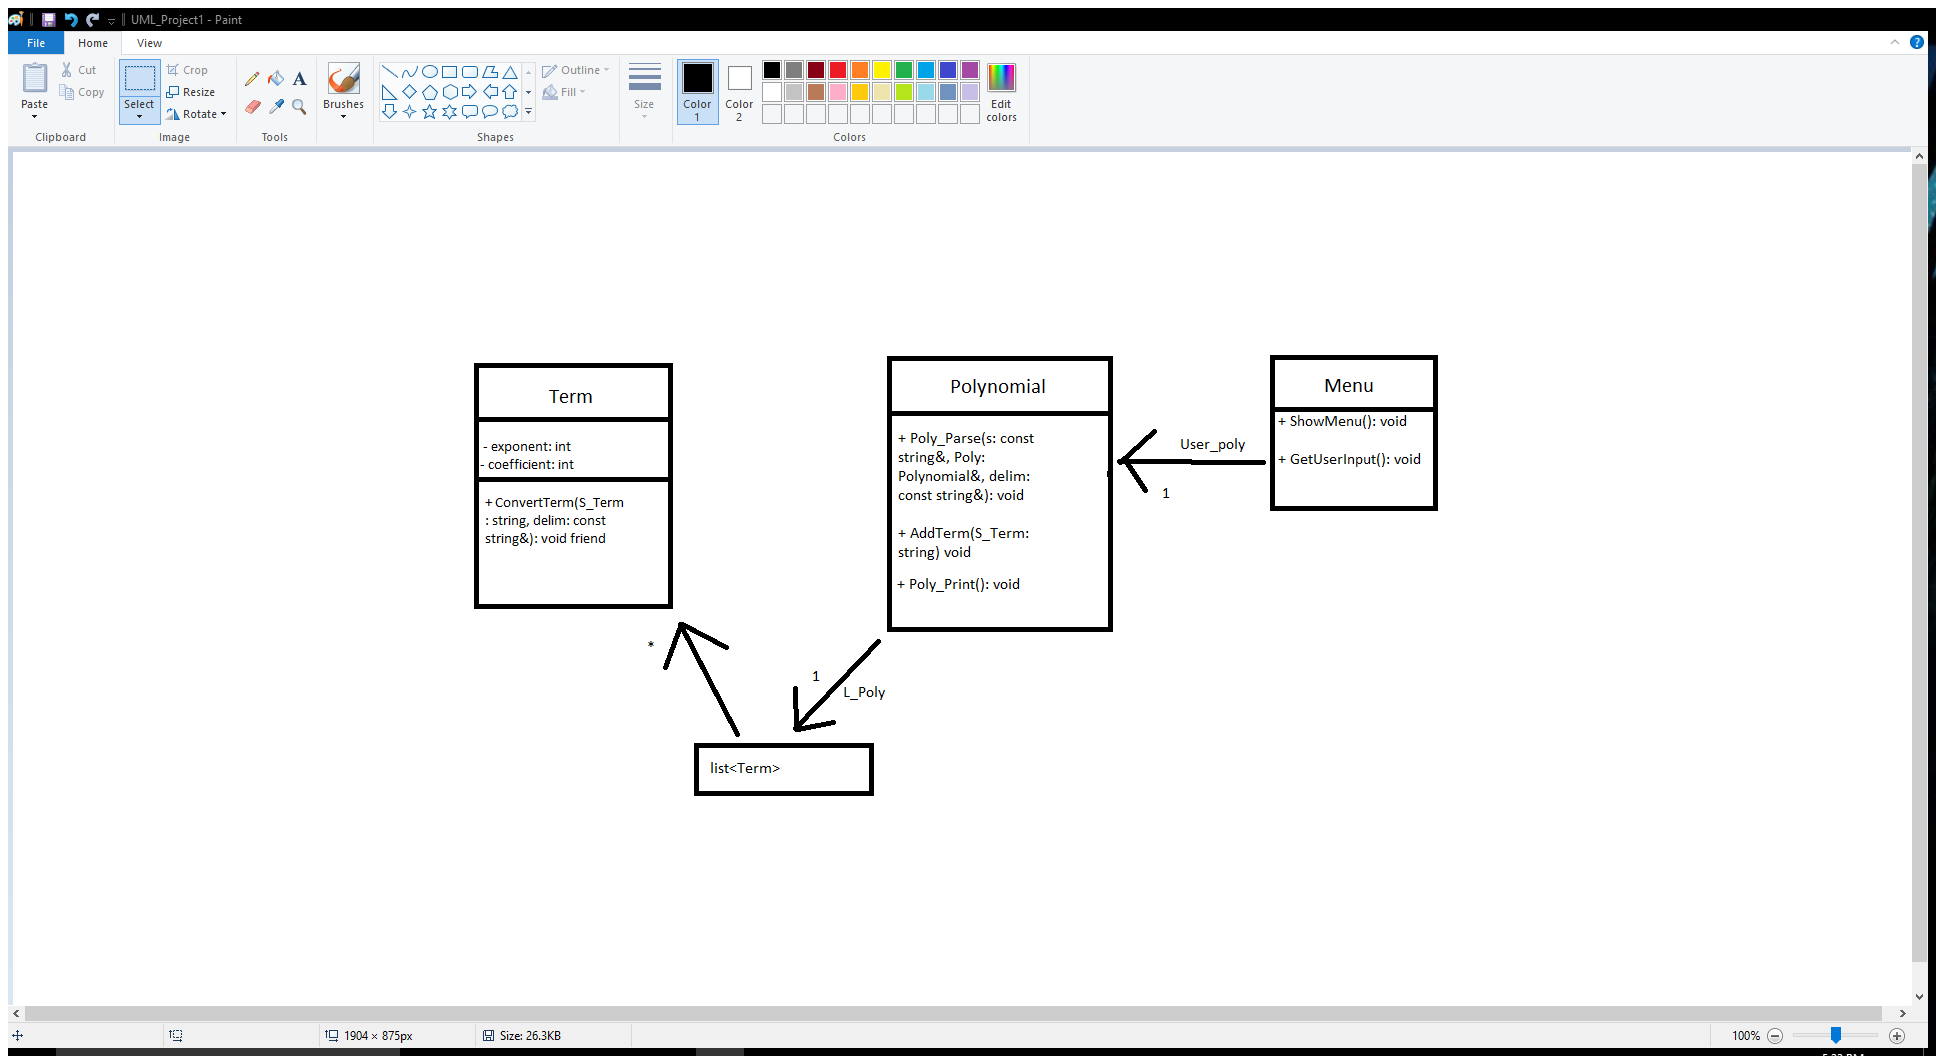 UML_Project1 - Paint
File Home View
Paste
Cut
Copy
Clipboard
Select
Crop
Resize
Rotate
Image
A
Tools
Brushes
Shapes
Outline
Fill
Size
Color 1
Color 2
Edit colors
Colors
Term
- exponent: int
- coefficient: int
+ ConvertTerm(S_Term
: string, delim: const
string&): void friend
Polynomial
+ Poly_Parse(s: const
string&, Poly:
Polynomial&, delim:
const string&): void
+ AddTerm(S_Term:
string) void
+ Poly_Print(): void
User_poly
1
Menu
+ ShowMenu(): void
+ GetUserInput(): void
*
1
L_Poly
list<Term>
1904 × 875px
Size: 26.3KB
100%